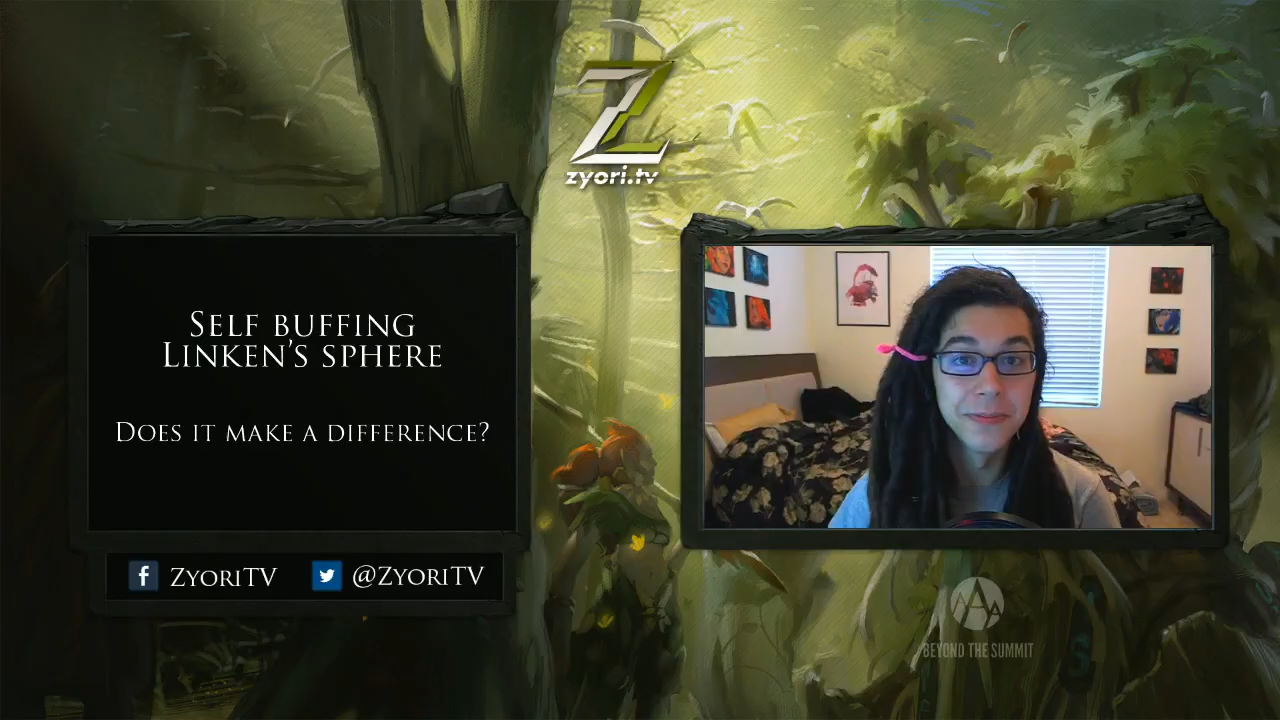 zyori.tv
Self buffing
Linken's sphere
Does it make a difference?
f ZyoriTV @ZyoriTV
Beyond the Summit